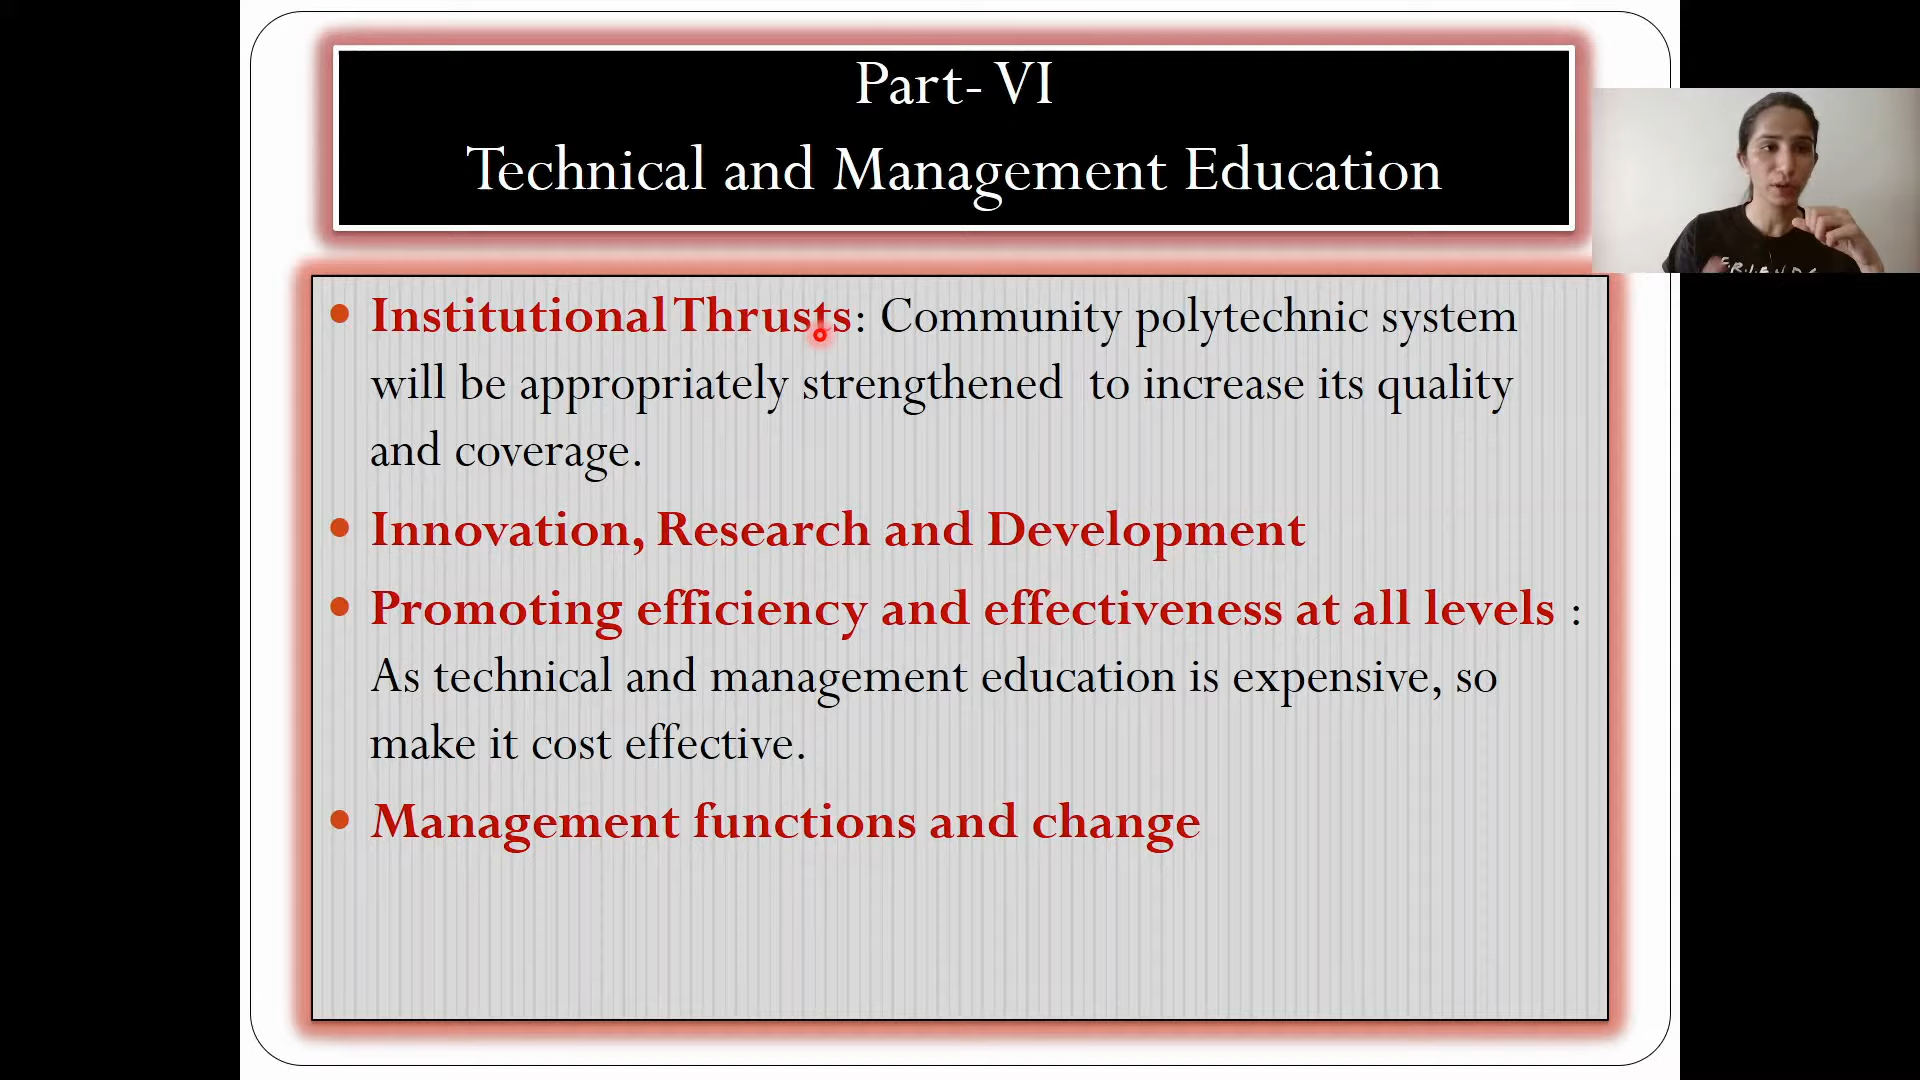 Part- VI
Technical and Management Education
• Institutional Thrusts: Community polytechnic system
will be appropriately strengthened to increase its quality
and coverage.
• Innovation, Research and Development
• Promoting efficiency and effectiveness at all levels :
As technical and management education is expensive, so
make it cost effective.
• Management functions and change